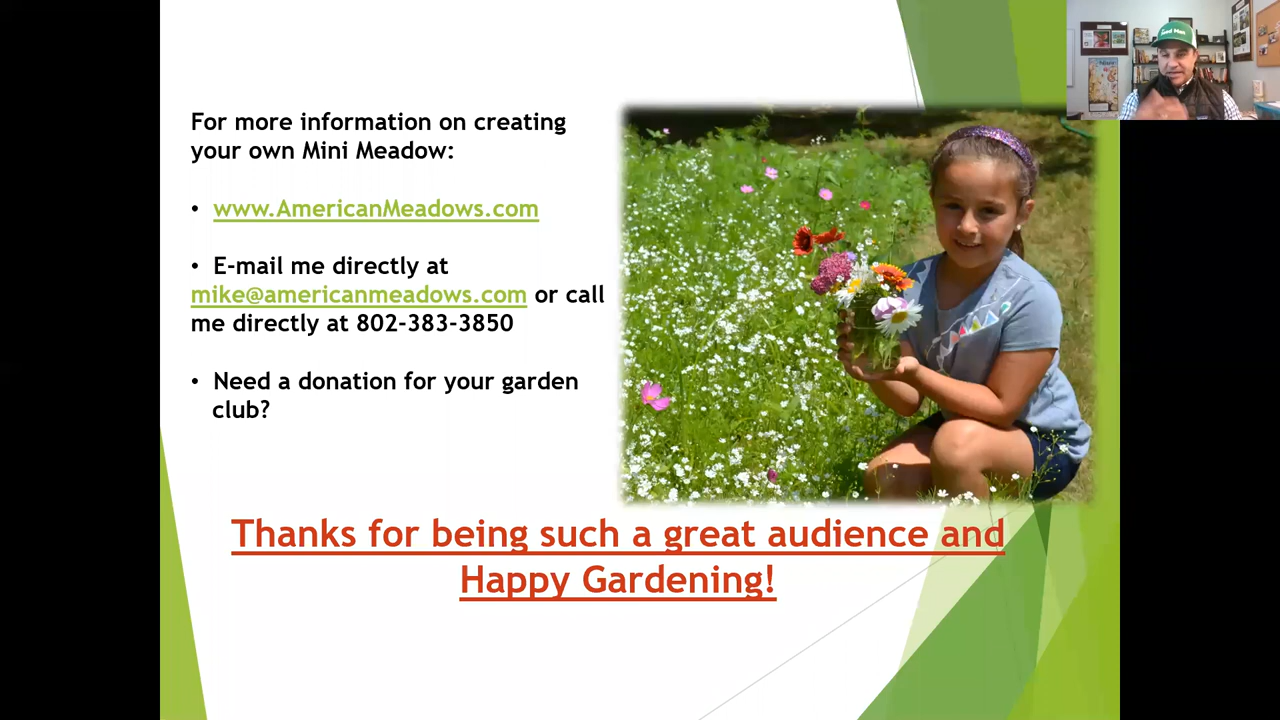 For more information on creating
your own Mini Meadow:
• www.AmericanMeadows.com
• E-mail me directly at
mike@americanmeadows.com or call
me directly at 802-383-3850
• Need a donation for your garden
club?
Thanks for being such a great audience and
Happy Gardening!